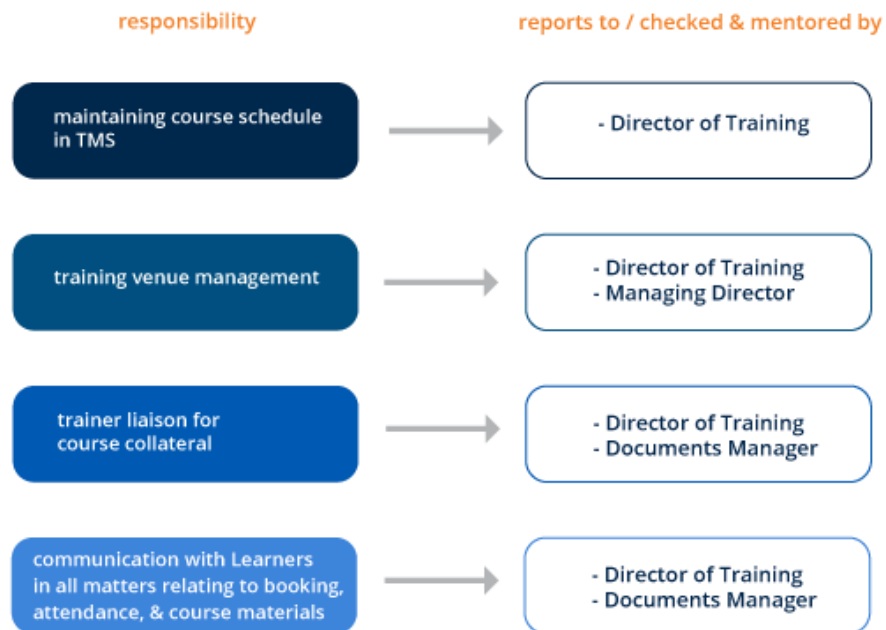 responsibility
reports to / checked & mentored by
maintaining course schedule
in TMS
- Director of Training
training venue management
- Director of Training
- Managing Director
trainer liaison for
course collateral
- Director of Training
- Documents Manager
communication with Learners
in all matters relating to booking,
attendance, & course materials
- Director of Training
- Documents Manager